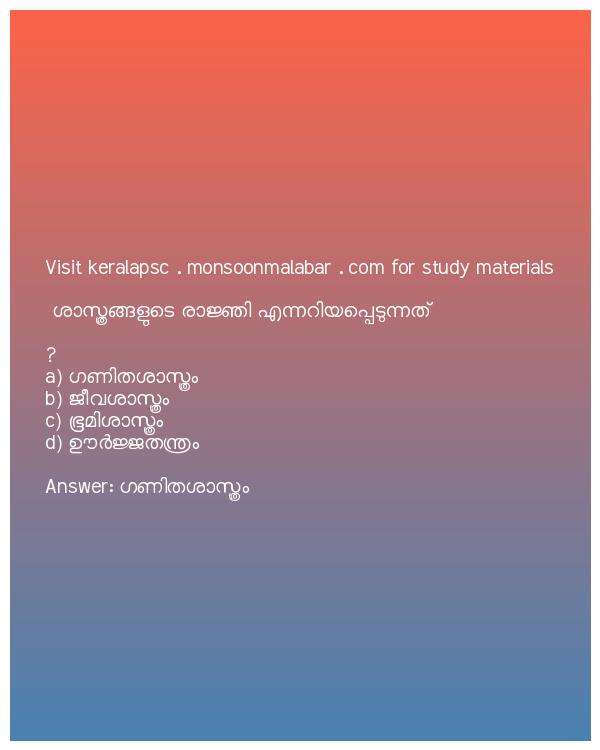 Visit keralapsc . monsoonmalabar . com for study materials
ശാസ്ത്രങ്ങളുടെ രാജ്ഞി എന്നറിയപ്പെടുന്നത്
?
a) ഗണിതശാസ്ത്രം
b) ജീവശാസ്ത്രം
c) ഭൂമിശാസ്ത്രം
d) ഊർജ്ജതന്ത്രം
Answer: ഗണിതശാസ്ത്രം